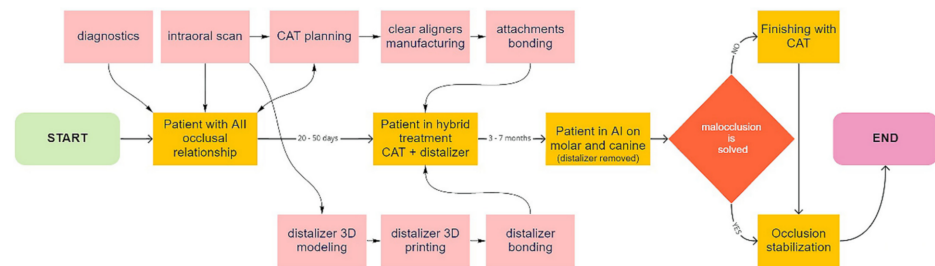 diagnostics
intraoral scan
CAT planning
clear aligners
manufacturing
attachments
bonding
NO
Finishing with
CAT
START
Patient with AII
occlusal
relationship
20 - 50 days
Patient in hybrid
treatment
CAT + distalizer
3 - 7 months
Patient in AI on
molar and canine
(distalizer removed)
malocclusion
is
solved
END
distalizer 3D
modeling
distalizer 3D
printing
distalizer
bonding
YES
Occlusion
stabilization